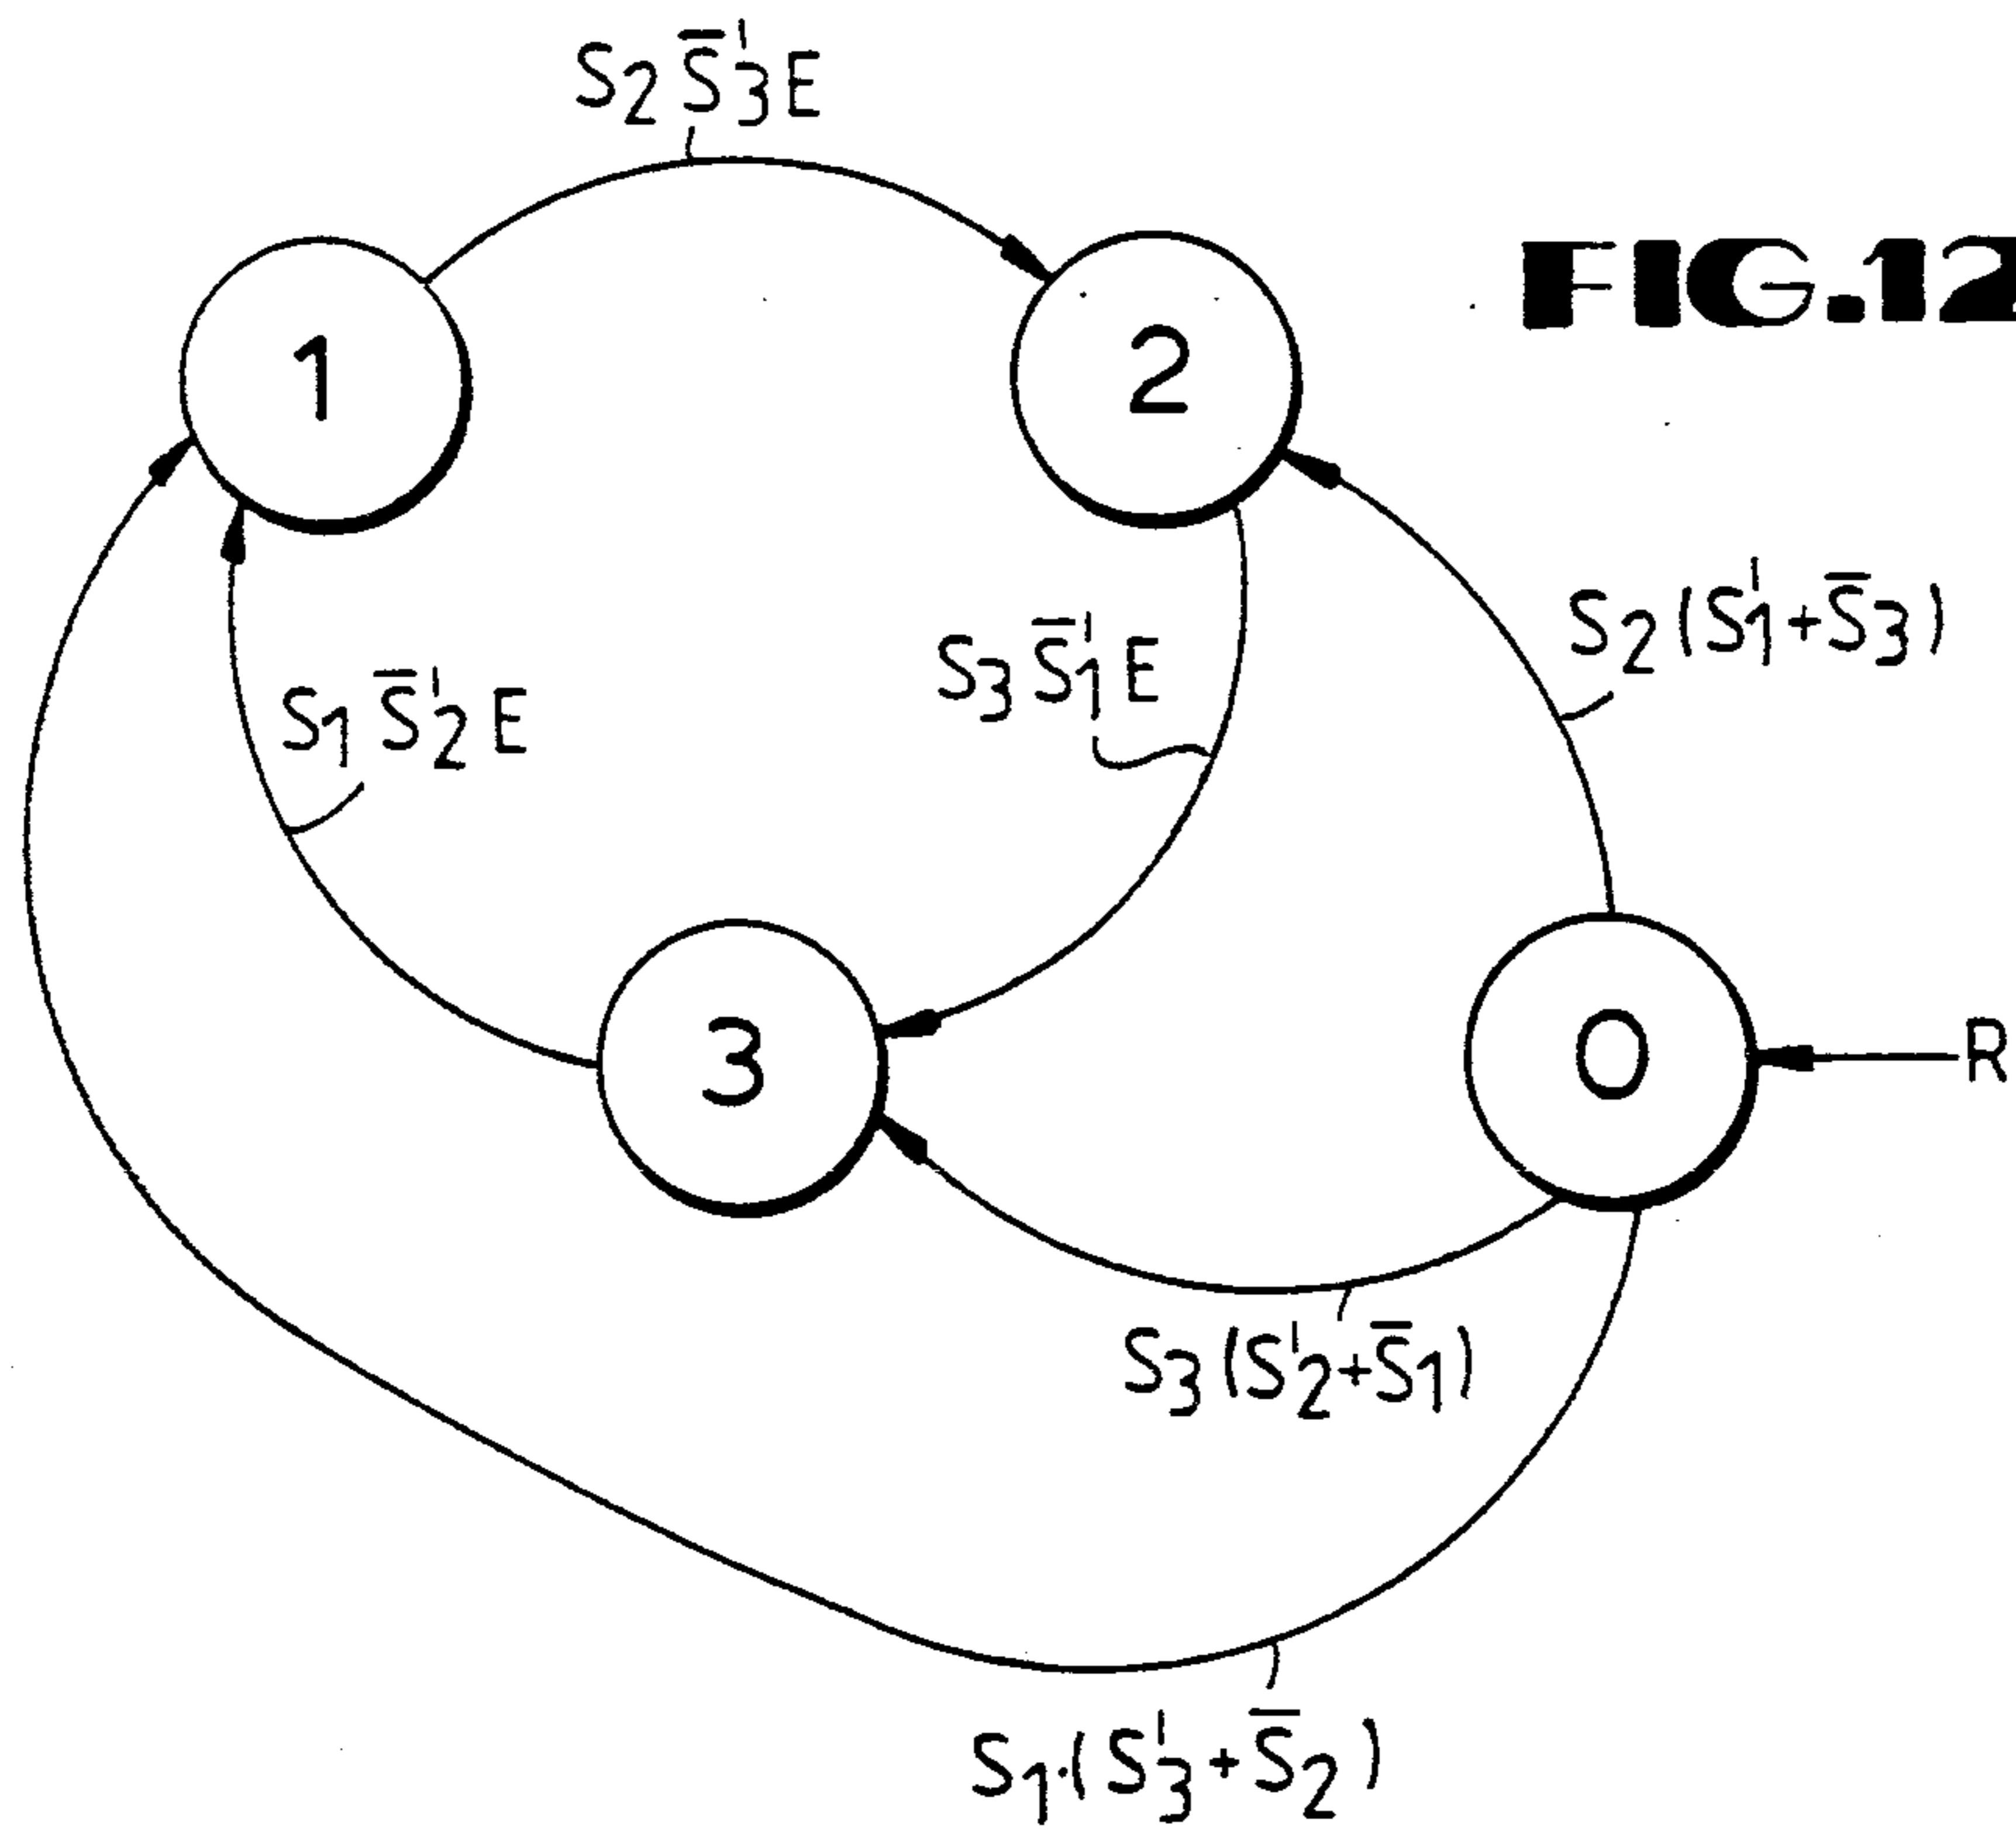 S̅₂ S̅'₃ E
FIG.12
1
2
S₂(S'₁+S̅₃)
S₃ S̅'₁ E
S₁ S̅'₂ E
3
0
R
S₃(S'₂+S̅₁)
S₁·(S'₃+S̅₂)